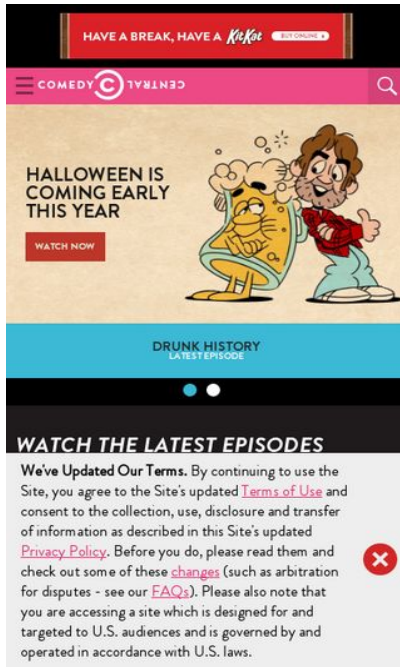 HAVE A BREAK, HAVE A KitKat BUY ONLINE
COMEDY CENTRAL
HALLOWEEN IS
COMING EARLY
THIS YEAR
WATCH NOW
DRUNK HISTORY
LATEST EPISODE
WATCH THE LATEST EPISODES
We've Updated Our Terms. By continuing to use the
Site, you agree to the Site's updated Terms of Use and
consent to the collection, use, disclosure and transfer
of information as described in this Site's updated
Privacy Policy. Before you do, please read them and
check out some of these changes (such as arbitration
for disputes - see our FAQs). Please also note that
you are accessing a site which is designed for and
targeted to U.S. audiences and is governed by and
operated in accordance with U.S. laws.